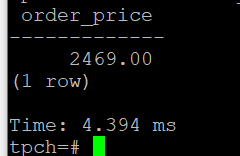 order_price
-------------
2469.00
(1 row)
Time: 4.394 ms
tpch=#